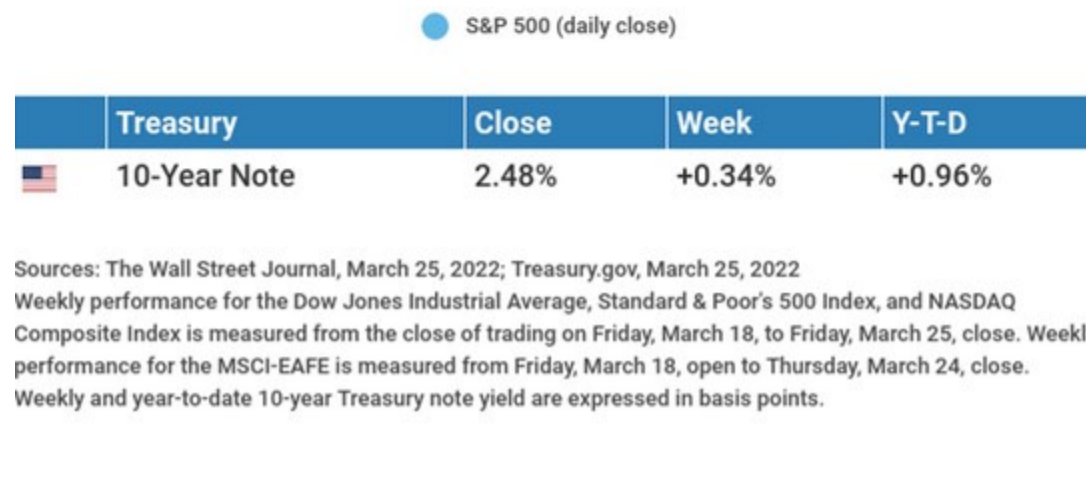 S&P 500 (daily close)
Treasury Close Week Y-T-D
10-Year Note 2.48% +0.34% +0.96%
Sources: The Wall Street Journal, March 25, 2022; Treasury.gov, March 25, 2022
Weekly performance for the Dow Jones Industrial Average, Standard & Poor's 500 Index, and NASDAQ
Composite Index is measured from the close of trading on Friday, March 18, to Friday, March 25, close. Weekl
performance for the MSCI-EAFE is measured from Friday, March 18, open to Thursday, March 24, close.
Weekly and year-to-date 10-year Treasury note yield are expressed in basis points.